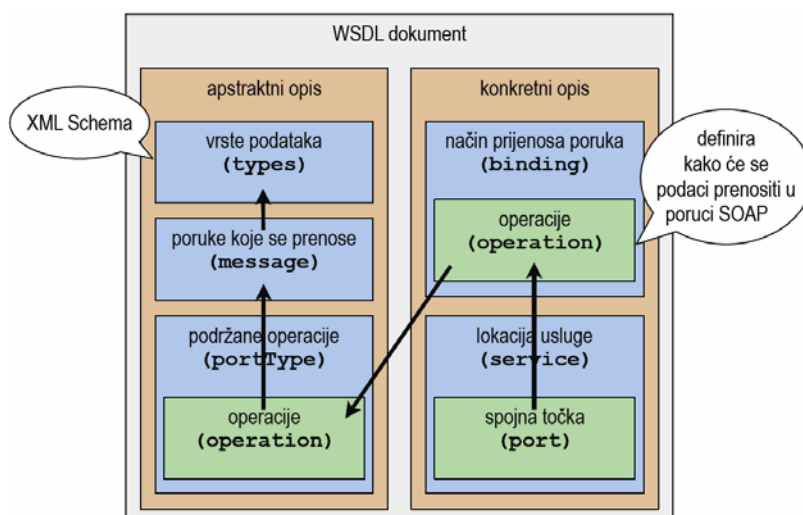 WSDL dokument
apstraktni opis
XML Schema
vrste podataka
(types)
poruke koje se prenose
(message)
podržane operacije
(portType)
operacije
(operation)
konkretni opis
način prijenosa poruka
(binding)
operacije
(operation)
definira
kako će se
podaci prenositi u
poruci SOAP
lokacija usluge
(service)
spojna točka
(port)